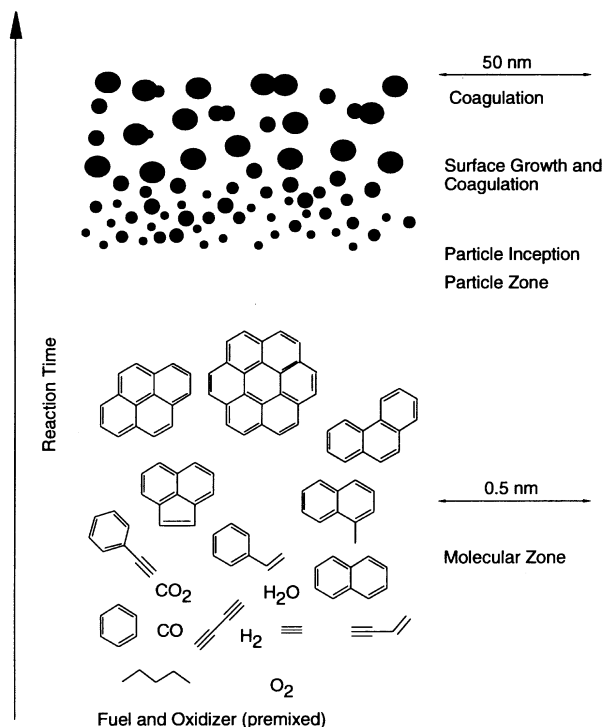 50 nm
Coagulation
Surface Growth and
Coagulation
Particle Inception
Particle Zone
Reaction Time
0.5 nm
Molecular Zone
CO2
H2O
CO
H2
O2
Fuel and Oxidizer (premixed)